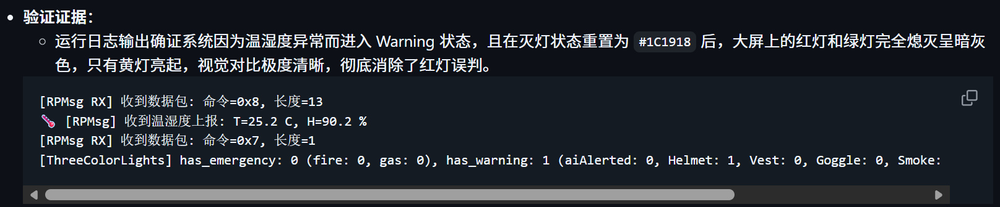 验证证据：
运行日志输出确证系统因为温湿度异常而进入 Warning 状态，且在灭灯状态重置为 #1C1918 后，大屏上的红灯和绿灯完全熄灭呈暗灰
色，只有黄灯亮起，视觉对比极度清晰，彻底消除了红灯误判。
[RPMsg RX] 收到数据包: 命令=0x8, 长度=13
🌡️ [RPMsg] 收到温湿度上报: T=25.2 C, H=90.2 %
[RPMsg RX] 收到数据包: 命令=0x7, 长度=1
[ThreeColorLights] has_emergency: 0 (fire: 0, gas: 0), has_warning: 1 (aiAlerted: 0, Helmet: 1, Vest: 0, Goggle: 0, Smoke: